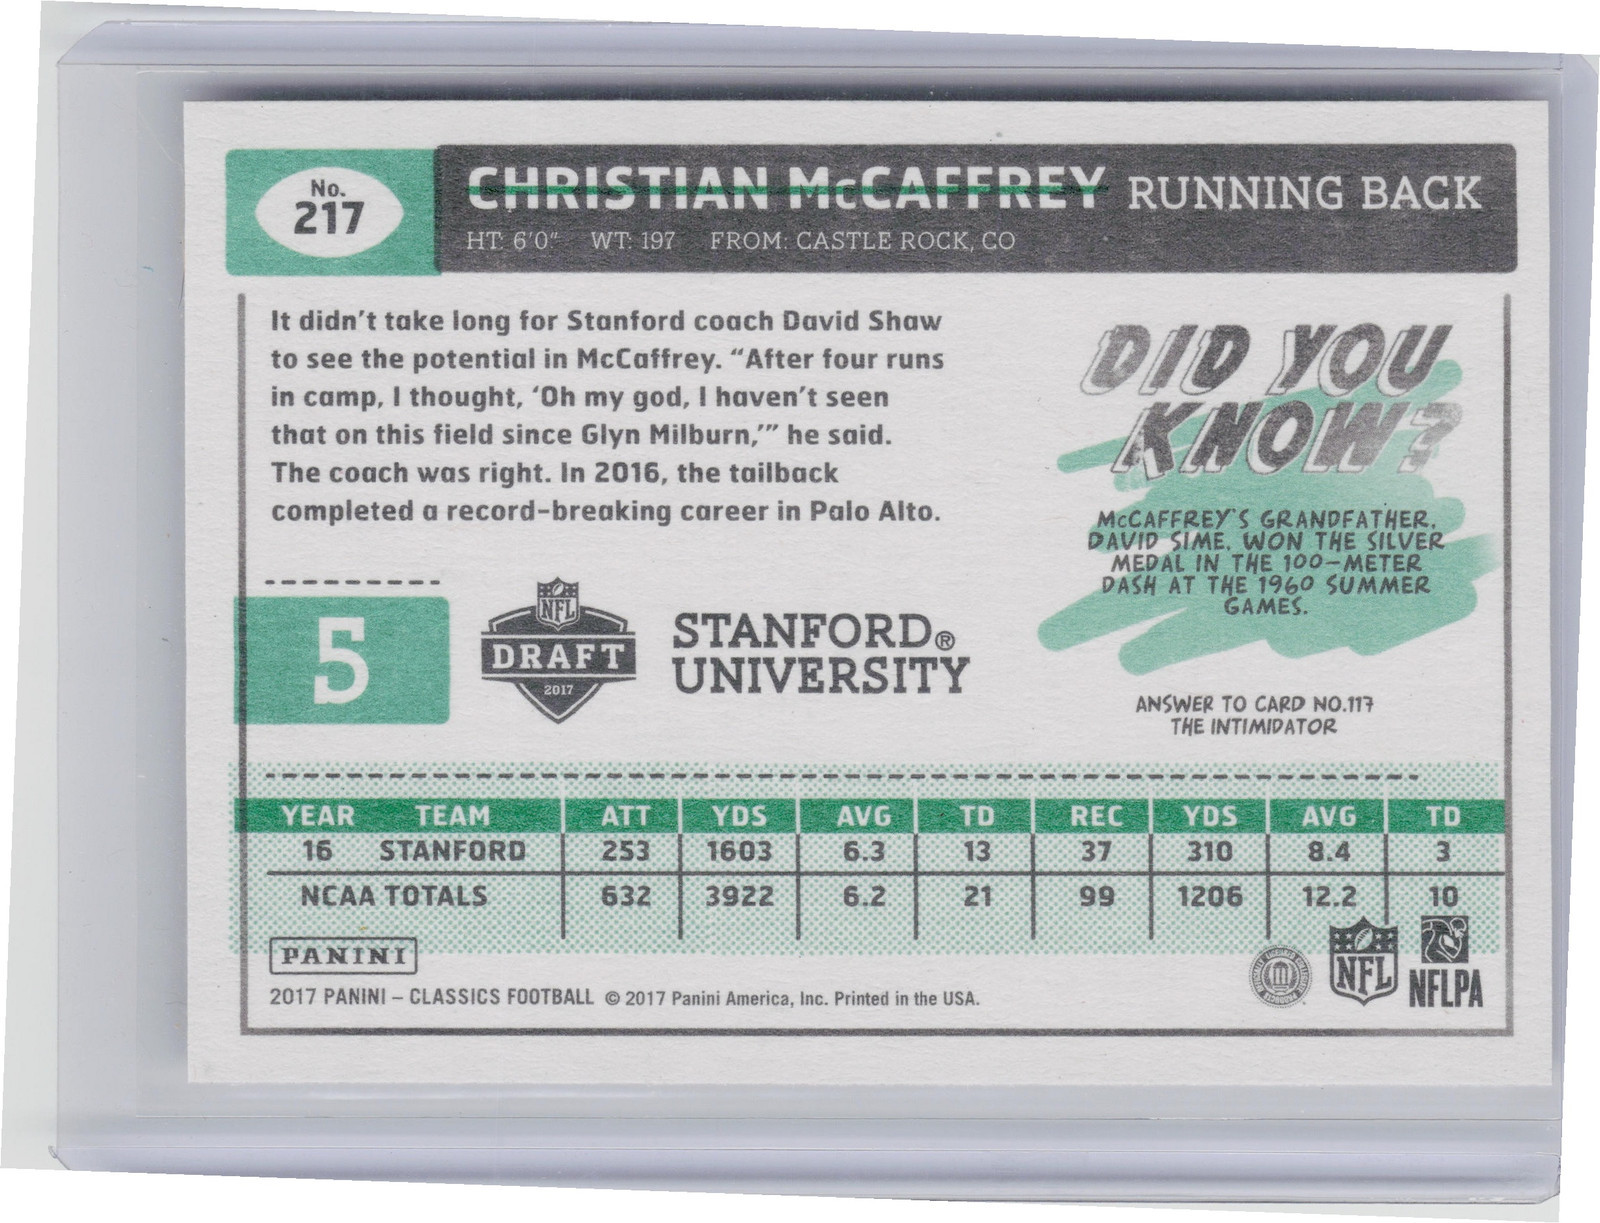 No.
217
CHRISTIAN McCAFFREY RUNNING BACK
HT: 6'0" WT: 197 FROM: CASTLE ROCK, CO
It didn't take long for Stanford coach David Shaw
to see the potential in McCaffrey. “After four runs
in camp, I thought, ‘Oh my god, I haven't seen
that on this field since Glyn Milburn,’” he said.
The coach was right. In 2016, the tailback
completed a record-breaking career in Palo Alto.
DID YOU
KNOW?
McCAFFREY'S GRANDFATHER,
DAVID SIME, WON THE SILVER
MEDAL IN THE 100-METER
DASH AT THE 1960 SUMMER
GAMES.
ANSWER TO CARD NO.117
THE INTIMIDATOR
5
NFL
DRAFT
2017
STANFORD®
UNIVERSITY
YEAR TEAM ATT YDS AVG TD REC YDS AVG TD
16 STANFORD 253 1603 6.3 13 37 310 8.4 3
NCAA TOTALS 632 3922 6.2 21 99 1206 12.2 10
PANINI
2017 PANINI – CLASSICS FOOTBALL © 2017 Panini America, Inc. Printed in the USA.
NFL
NFLPA